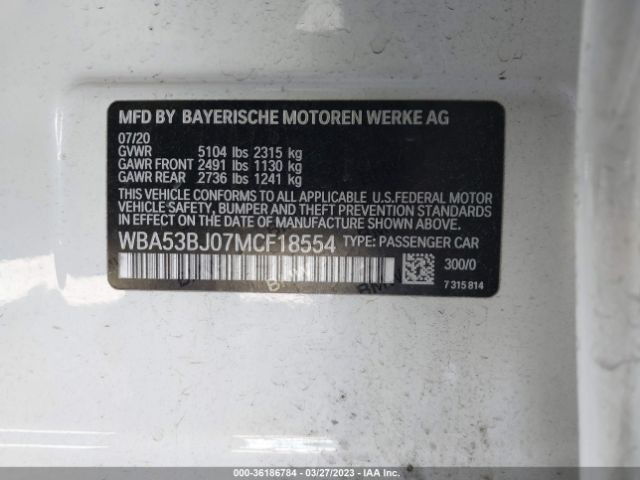 MFD BY BAYERISCHE MOTOREN WERKE AG
07/20
GVWR 5104 lbs 2315 kg
GAWR FRONT 2491 lbs 1130 kg
GAWR REAR 2736 lbs 1241 kg
THIS VEHICLE CONFORMS TO ALL APPLICABLE U.S.FEDERAL MOTOR
VEHICLE SAFETY, BUMPER AND THEFT PREVENTION STANDARDS
IN EFFECT ON THE DATE OF MANUFACTURE SHOWN ABOVE.
WBA53BJ07MCF18554 TYPE: PASSENGER CAR
300/0
7 315 814
BMW
000-36186784 - 03/27/2023 - IAA Inc.